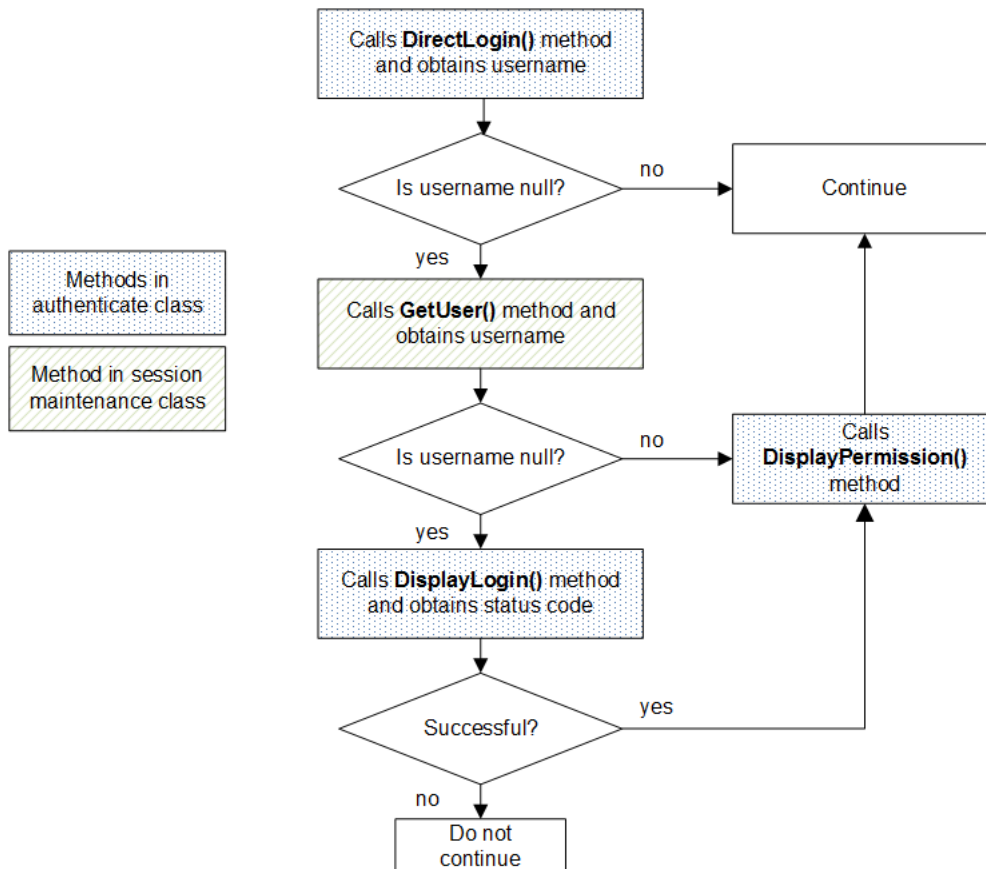 Calls DirectLogin() method
and obtains username
Is username null?
no
Continue
yes
Methods in
authenticate class
Calls GetUser() method and
obtains username
Method in session
maintenance class
Is username null?
no
Calls
DisplayPermission()
method
yes
Calls DisplayLogin() method
and obtains status code
Successful?
yes
no
Do not
continue